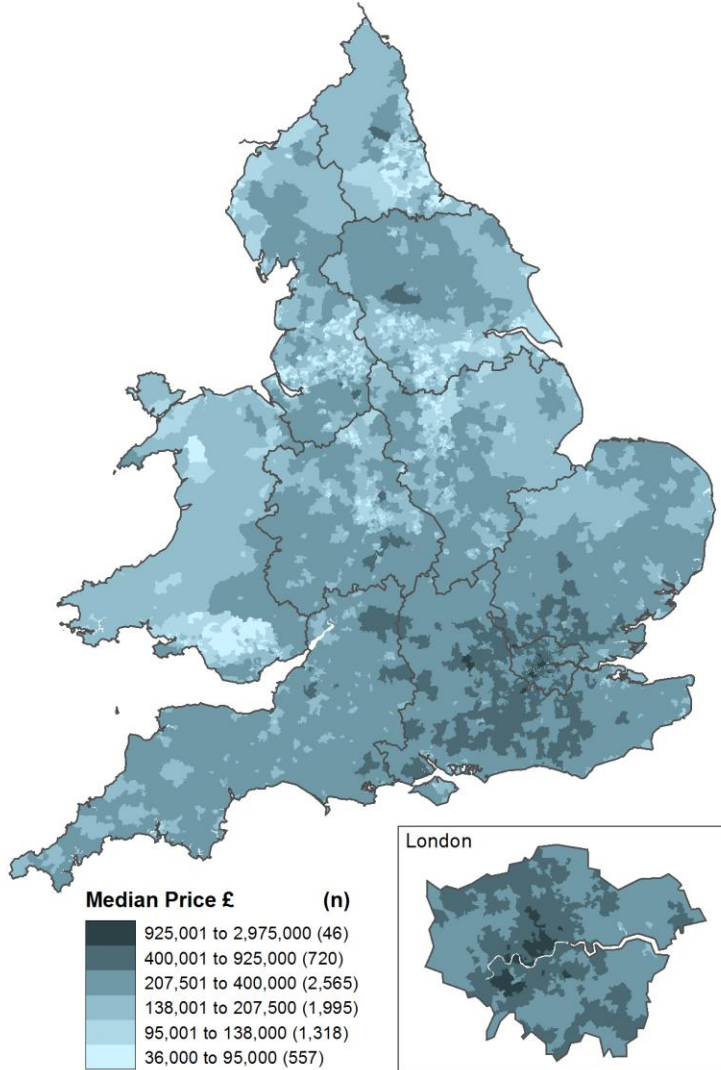 London
Median Price £ (n)
925,001 to 2,975,000 (46)
400,001 to 925,000 (720)
207,501 to 400,000 (2,565)
138,001 to 207,500 (1,995)
95,001 to 138,000 (1,318)
36,000 to 95,000 (557)